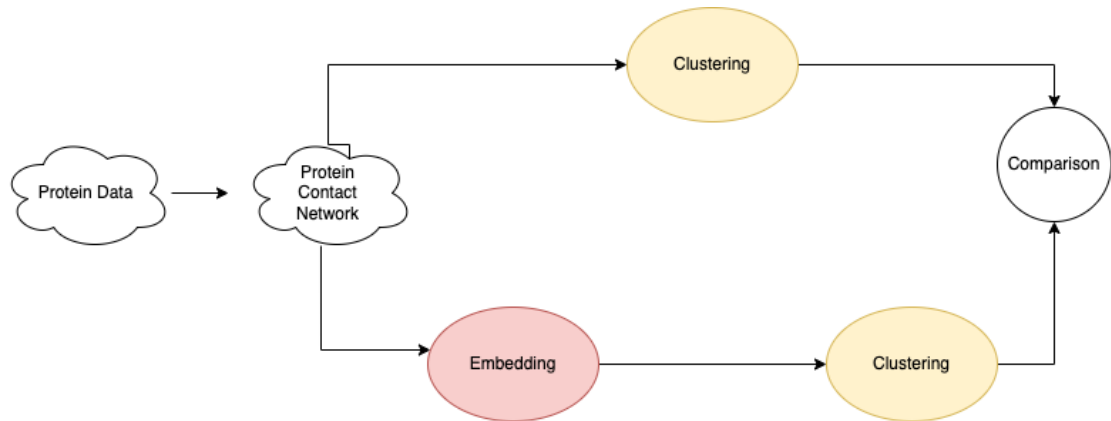 Clustering
Protein Data
Protein
Contact
Network
Comparison
Embedding
Clustering